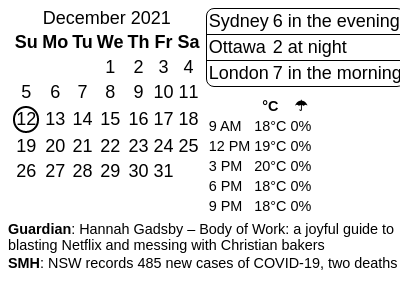 December 2021
Su Mo Tu We Th Fr Sa
1 2 3 4
5 6 7 8 9 10 11
12 13 14 15 16 17 18
19 20 21 22 23 24 25
26 27 28 29 30 31
Sydney 6 in the evening
Ottawa 2 at night
London 7 in the morning
°C ☂
9 AM 18°C 0%
12 PM 19°C 0%
3 PM 20°C 0%
6 PM 18°C 0%
9 PM 18°C 0%
Guardian: Hannah Gadsby – Body of Work: a joyful guide to
blasting Netflix and messing with Christian bakers
SMH: NSW records 485 new cases of COVID-19, two deaths